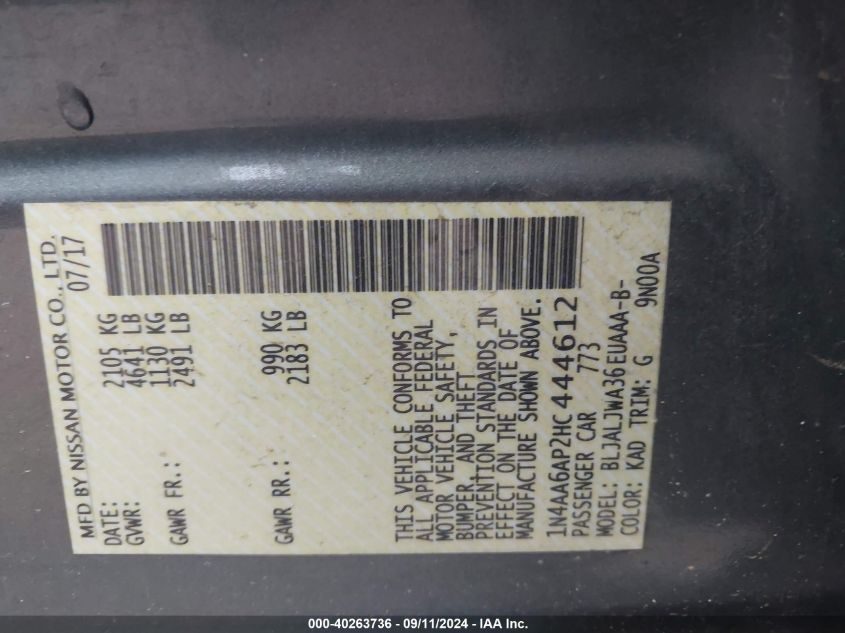 MFD BY NISSAN MOTOR CO., LTD.
DATE: 07/17
GVWR: 2105 KG
4641 LB
GAWR FR.: 1130 KG
2491 LB
GAWR RR.: 990 KG
2183 LB
THIS VEHICLE CONFORMS TO
ALL APPLICABLE FEDERAL
MOTOR VEHICLE SAFETY,
BUMPER, AND THEFT
PREVENTION STANDARDS IN
EFFECT ON THE DATE OF
MANUFACTURE SHOWN ABOVE.
1N4AA6AP2HC444612
PASSENGER CAR 773
MODEL: BLJALJWA36EUAAA-B-
COLOR: KAD TRIM: G 9N00A
000-40263736 - 09/11/2024 - IAA Inc.